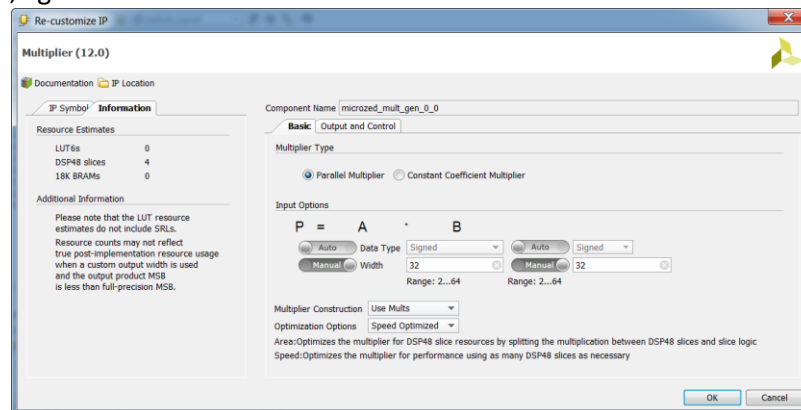 Re-customize IP
Multiplier (12.0)
Documentation IP Location
IP Symbol Information
Resource Estimates
LUT6s 0
DSP48 slices 4
18K BRAMs 0
Additional Information
Please note that the LUT resource
estimates do not include SRLs.
Resource counts may not reflect
true post-implementation resource usage
when a custom output width is used
and the output product MSB
is less than full-precision MSB.
Component Name microzed_mult_gen_0_0
Basic Output and Control
Multiplier Type
Parallel Multiplier Constant Coefficient Multiplier
Input Options
P = A · B
Auto Data Type Signed Auto Signed
Manual Width 32 Manual 32
Range: 2...64 Range: 2...64
Multiplier Construction Use Mults
Optimization Options Speed Optimized
Area:Optimizes the multiplier for DSP48 slice resources by splitting the multiplication between DSP48 slices and slice logic
Speed:Optimizes the multiplier for performance using as many DSP48 slices as necessary
OK Cancel